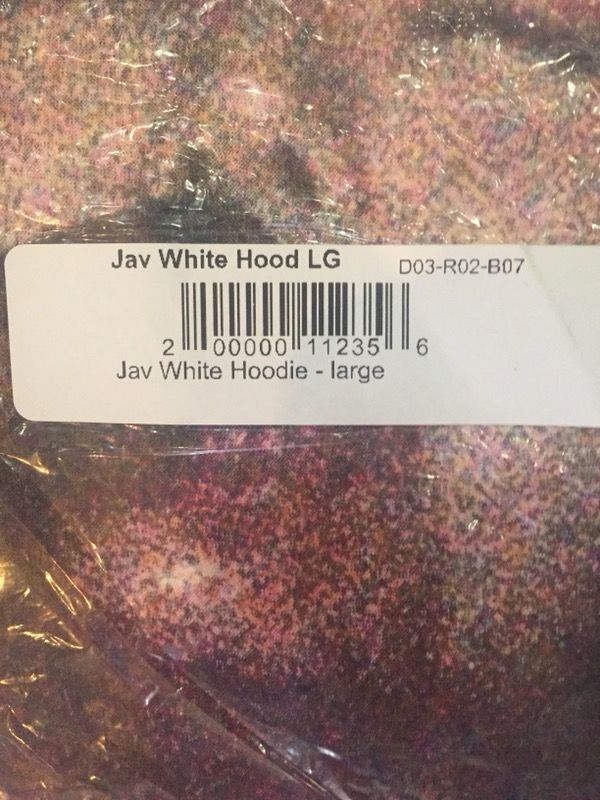 Jav White Hood LG D03-R02-B07
2 00000 11235 6
Jav White Hoodie - large